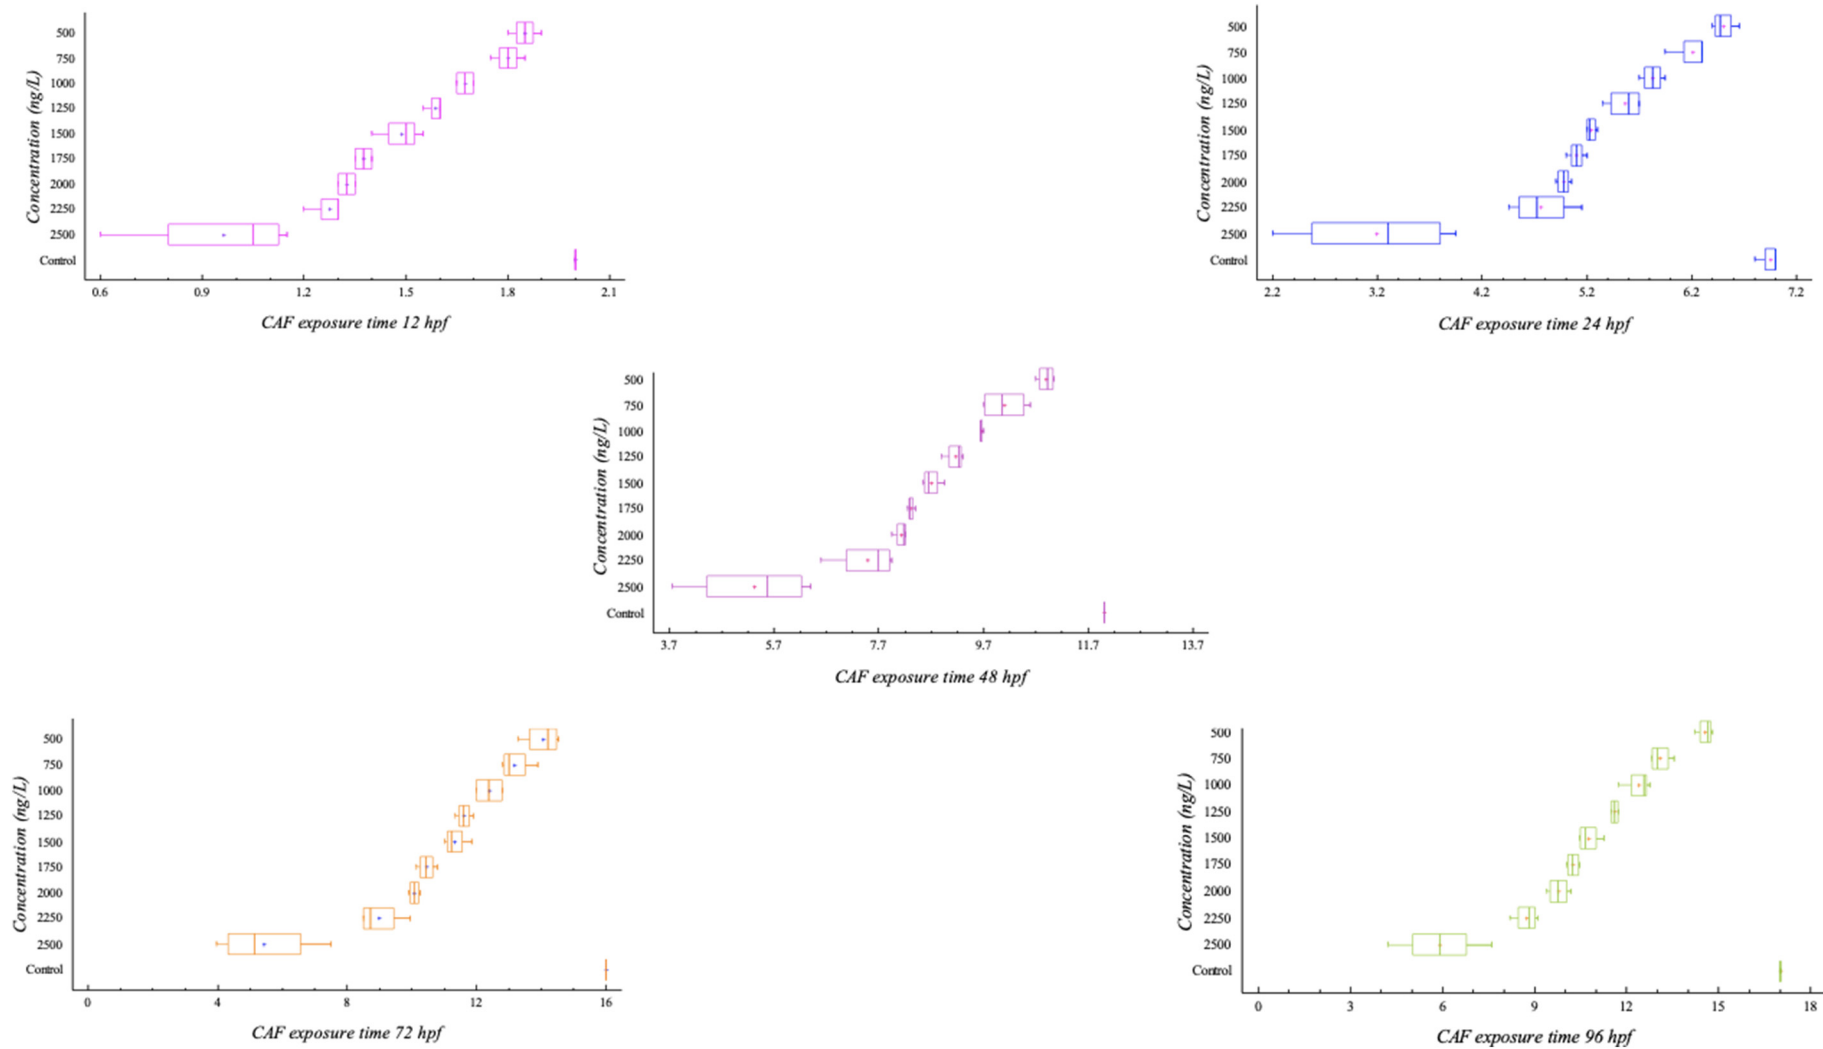 Concentration (ng/L)
500
750
1000
1250
1500
1750
2000
2250
2500
Control
0.6 0.9 1.2 1.5 1.8 2.1
CAF exposure time 12 hpf
Concentration (ng/L)
500
750
1000
1250
1500
1750
2000
2250
2500
Control
2.2 3.2 4.2 5.2 6.2 7.2
CAF exposure time 24 hpf
Concentration (ng/L)
500
750
1000
1250
1500
1750
2000
2250
2500
Control
3.7 5.7 7.7 9.7 11.7 13.7
CAF exposure time 48 hpf
Concentration (ng/L)
500
750
1000
1250
1500
1750
2000
2250
2500
Control
0 4 8 12 16
CAF exposure time 72 hpf
Concentration (ng/L)
500
750
1000
1250
1500
1750
2000
2250
2500
Control
0 3 6 9 12 15 18
CAF exposure time 96 hpf